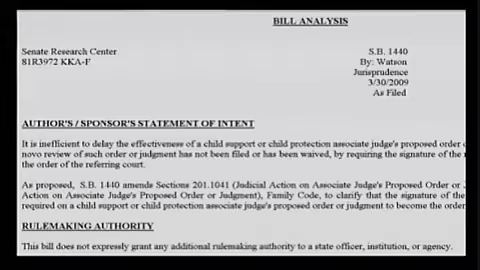 BILL ANALYSIS
Senate Research Center
S.B. 1440
81R3972 KKA-F
By: Watson
Jurisprudence
3/30/2009
As Filed
AUTHOR'S / SPONSOR'S STATEMENT OF INTENT
It is inefficient to delay the effectiveness of a child support or child protection associate judge's proposed order
novo review of such order or judgment has not been filed or has been waived, by requiring the signature of the
the order of the referring court.
As proposed, S.B. 1440 amends Sections 201.1041 (Judicial Action on Associate Judge's Proposed Order or
Action on Associate Judge's Proposed Order or Judgment), Family Code, to clarify that the signature of the
required on a child support or child protection associate judge's proposed order or judgment to become the order
RULEMAKING AUTHORITY
This bill does not expressly grant any additional rulemaking authority to a state officer, institution, or agency.